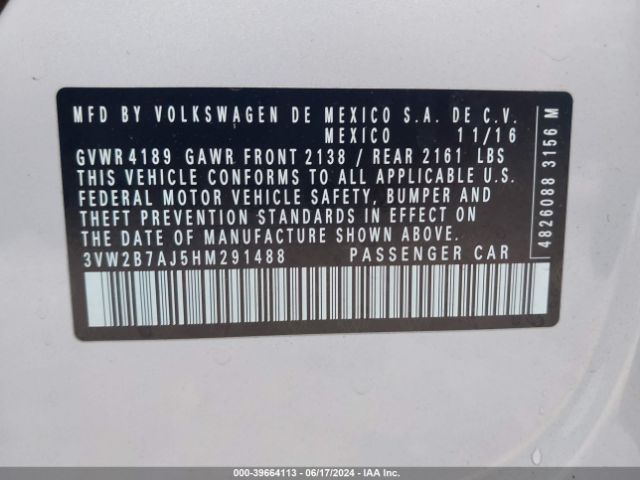 MFD BY VOLKSWAGEN DE MEXICO S.A. DE C.V.
MEXICO 11/16
GVWR 4189 GAWR FRONT 2138 / REAR 2161 LBS
THIS VEHICLE CONFORMS TO ALL APPLICABLE U.S.
FEDERAL MOTOR VEHICLE SAFETY, BUMPER AND
THEFT PREVENTION STANDARDS IN EFFECT ON
THE DATE OF MANUFACTURE SHOWN ABOVE.
3VW2B7AJ5HM291488 PASSENGER CAR
48260883156 M
000-39664113 - 06/17/2024 - IAA Inc.